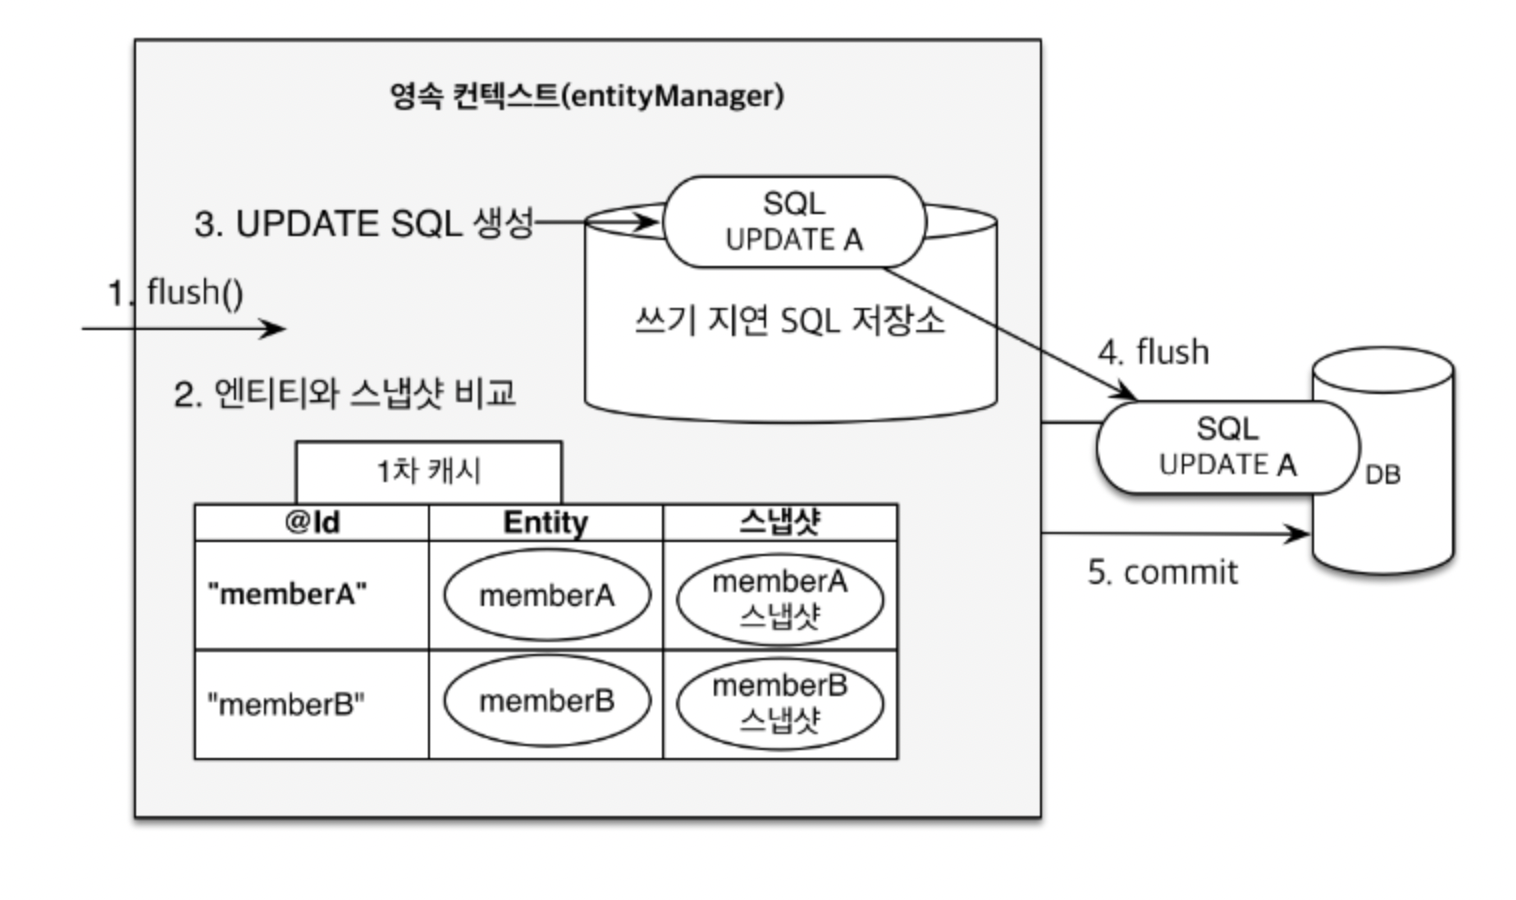 영속 컨텍스트(entityManager)
SQL
UPDATE A
3. UPDATE SQL 생성
1. flush()
쓰기 지연 SQL 저장소
4. flush
2. 엔티티와 스냅샷 비교
SQL
UPDATE A
DB
1차 캐시
@Id Entity 스냅샷
5. commit
"memberA" memberA memberA
스냅샷
"memberB" memberB memberB
스냅샷